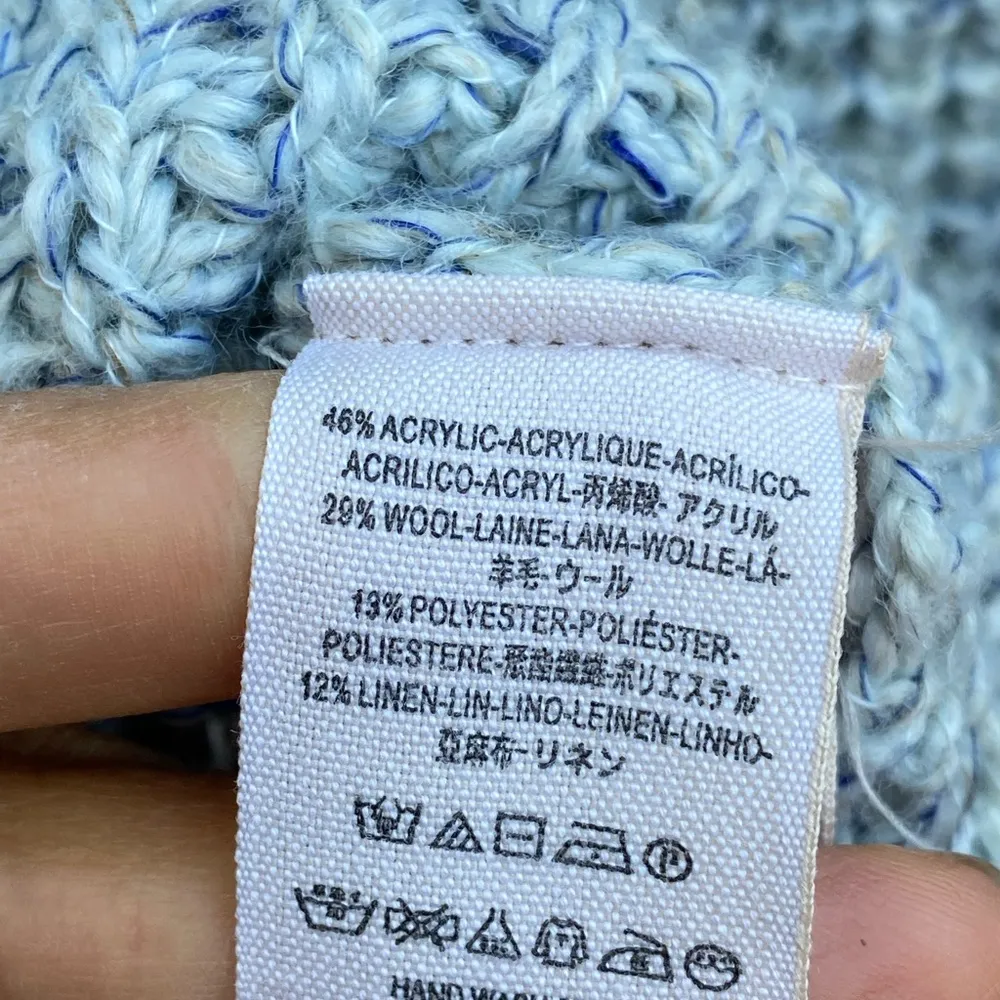 46% ACRYLIC-ACRYLIQUE-ACRÍLICO-
ACRILICO-ACRYL-丙烯酸- アクリル
29% WOOL-LAINE-LANA-WOLLE-LÁ-
羊毛-ウール
13% POLYESTER-POLIÉSTER-
POLIESTERE-聚酯纖維-ポリエステル
12% LINEN-LIN-LINO-LEINEN-LINHO-
亞麻布-リネン
HAND